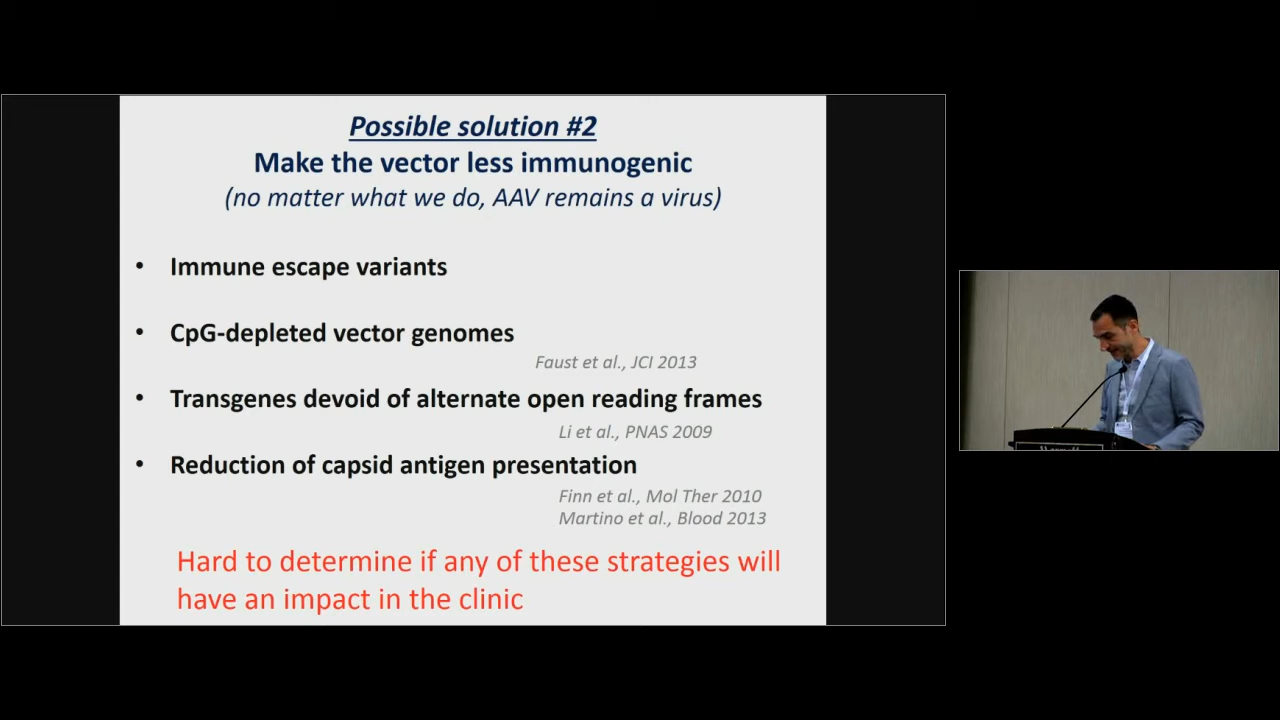 Possible solution #2
Make the vector less immunogenic
(no matter what we do, AAV remains a virus)
• Immune escape variants
• CpG-depleted vector genomes
Faust et al., JCI 2013
• Transgenes devoid of alternate open reading frames
Li et al., PNAS 2009
• Reduction of capsid antigen presentation
Finn et al., Mol Ther 2010
Martino et al., Blood 2013
Hard to determine if any of these strategies will
have an impact in the clinic